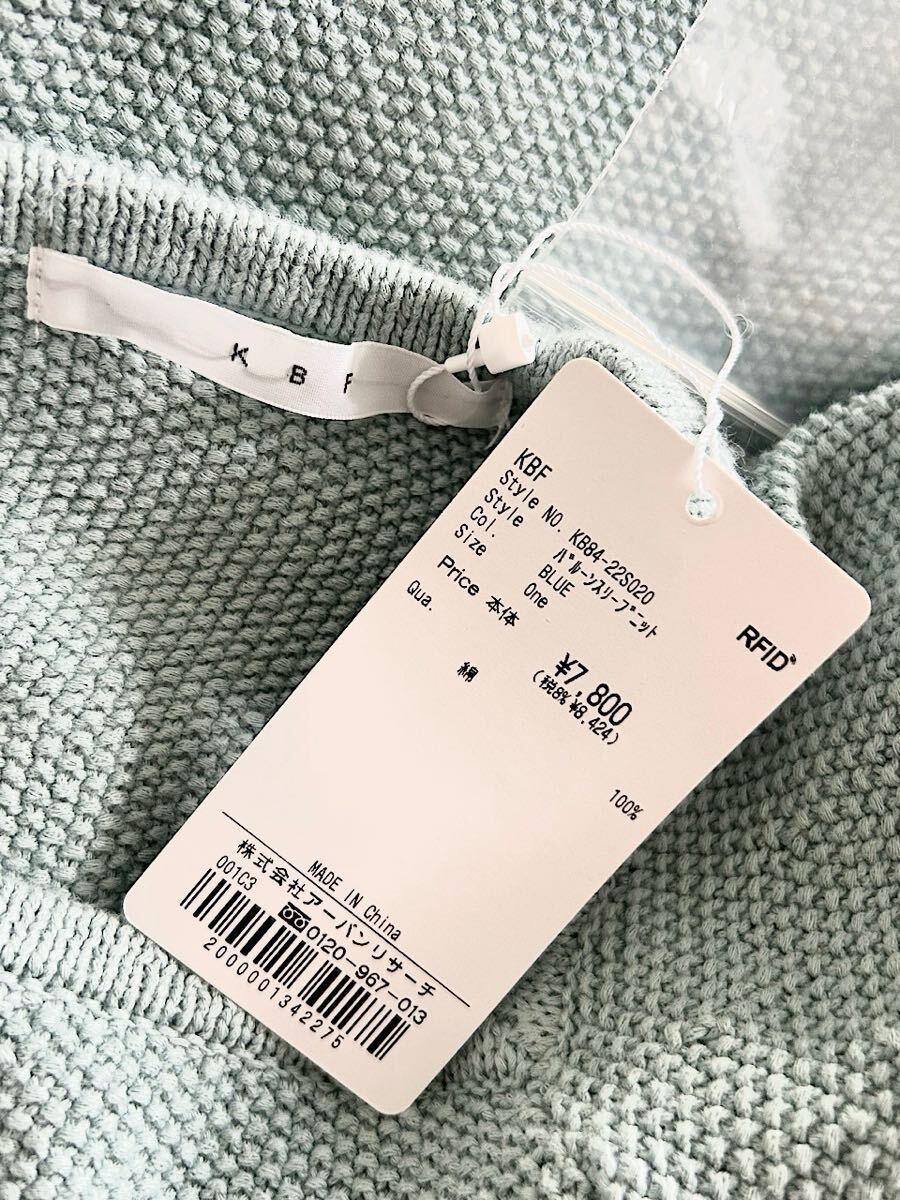 K B F
KBF
Style NO. KB84-22S020
Style バルーンスリーブニット
Col. BLUE
Size One
Price 本体 ¥7,800
(税8% ¥8,424)
Qua.
綿 100%
RFID
MADE IN China
株式会社アーバンリサーチ
001C3 0120-967-013
2000001342275